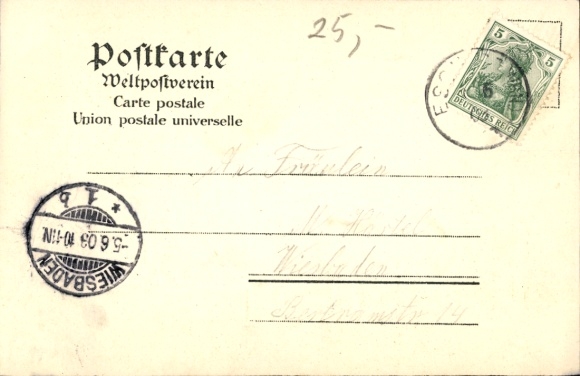 25,-
Postkarte
Weltpostverein
Carte postale
Union postale universelle
5 5
DEUTSCHES REICH
An Fräulein
Wiesbaden
WIESBADEN
* 1 b
-5.6.03.10-11N.